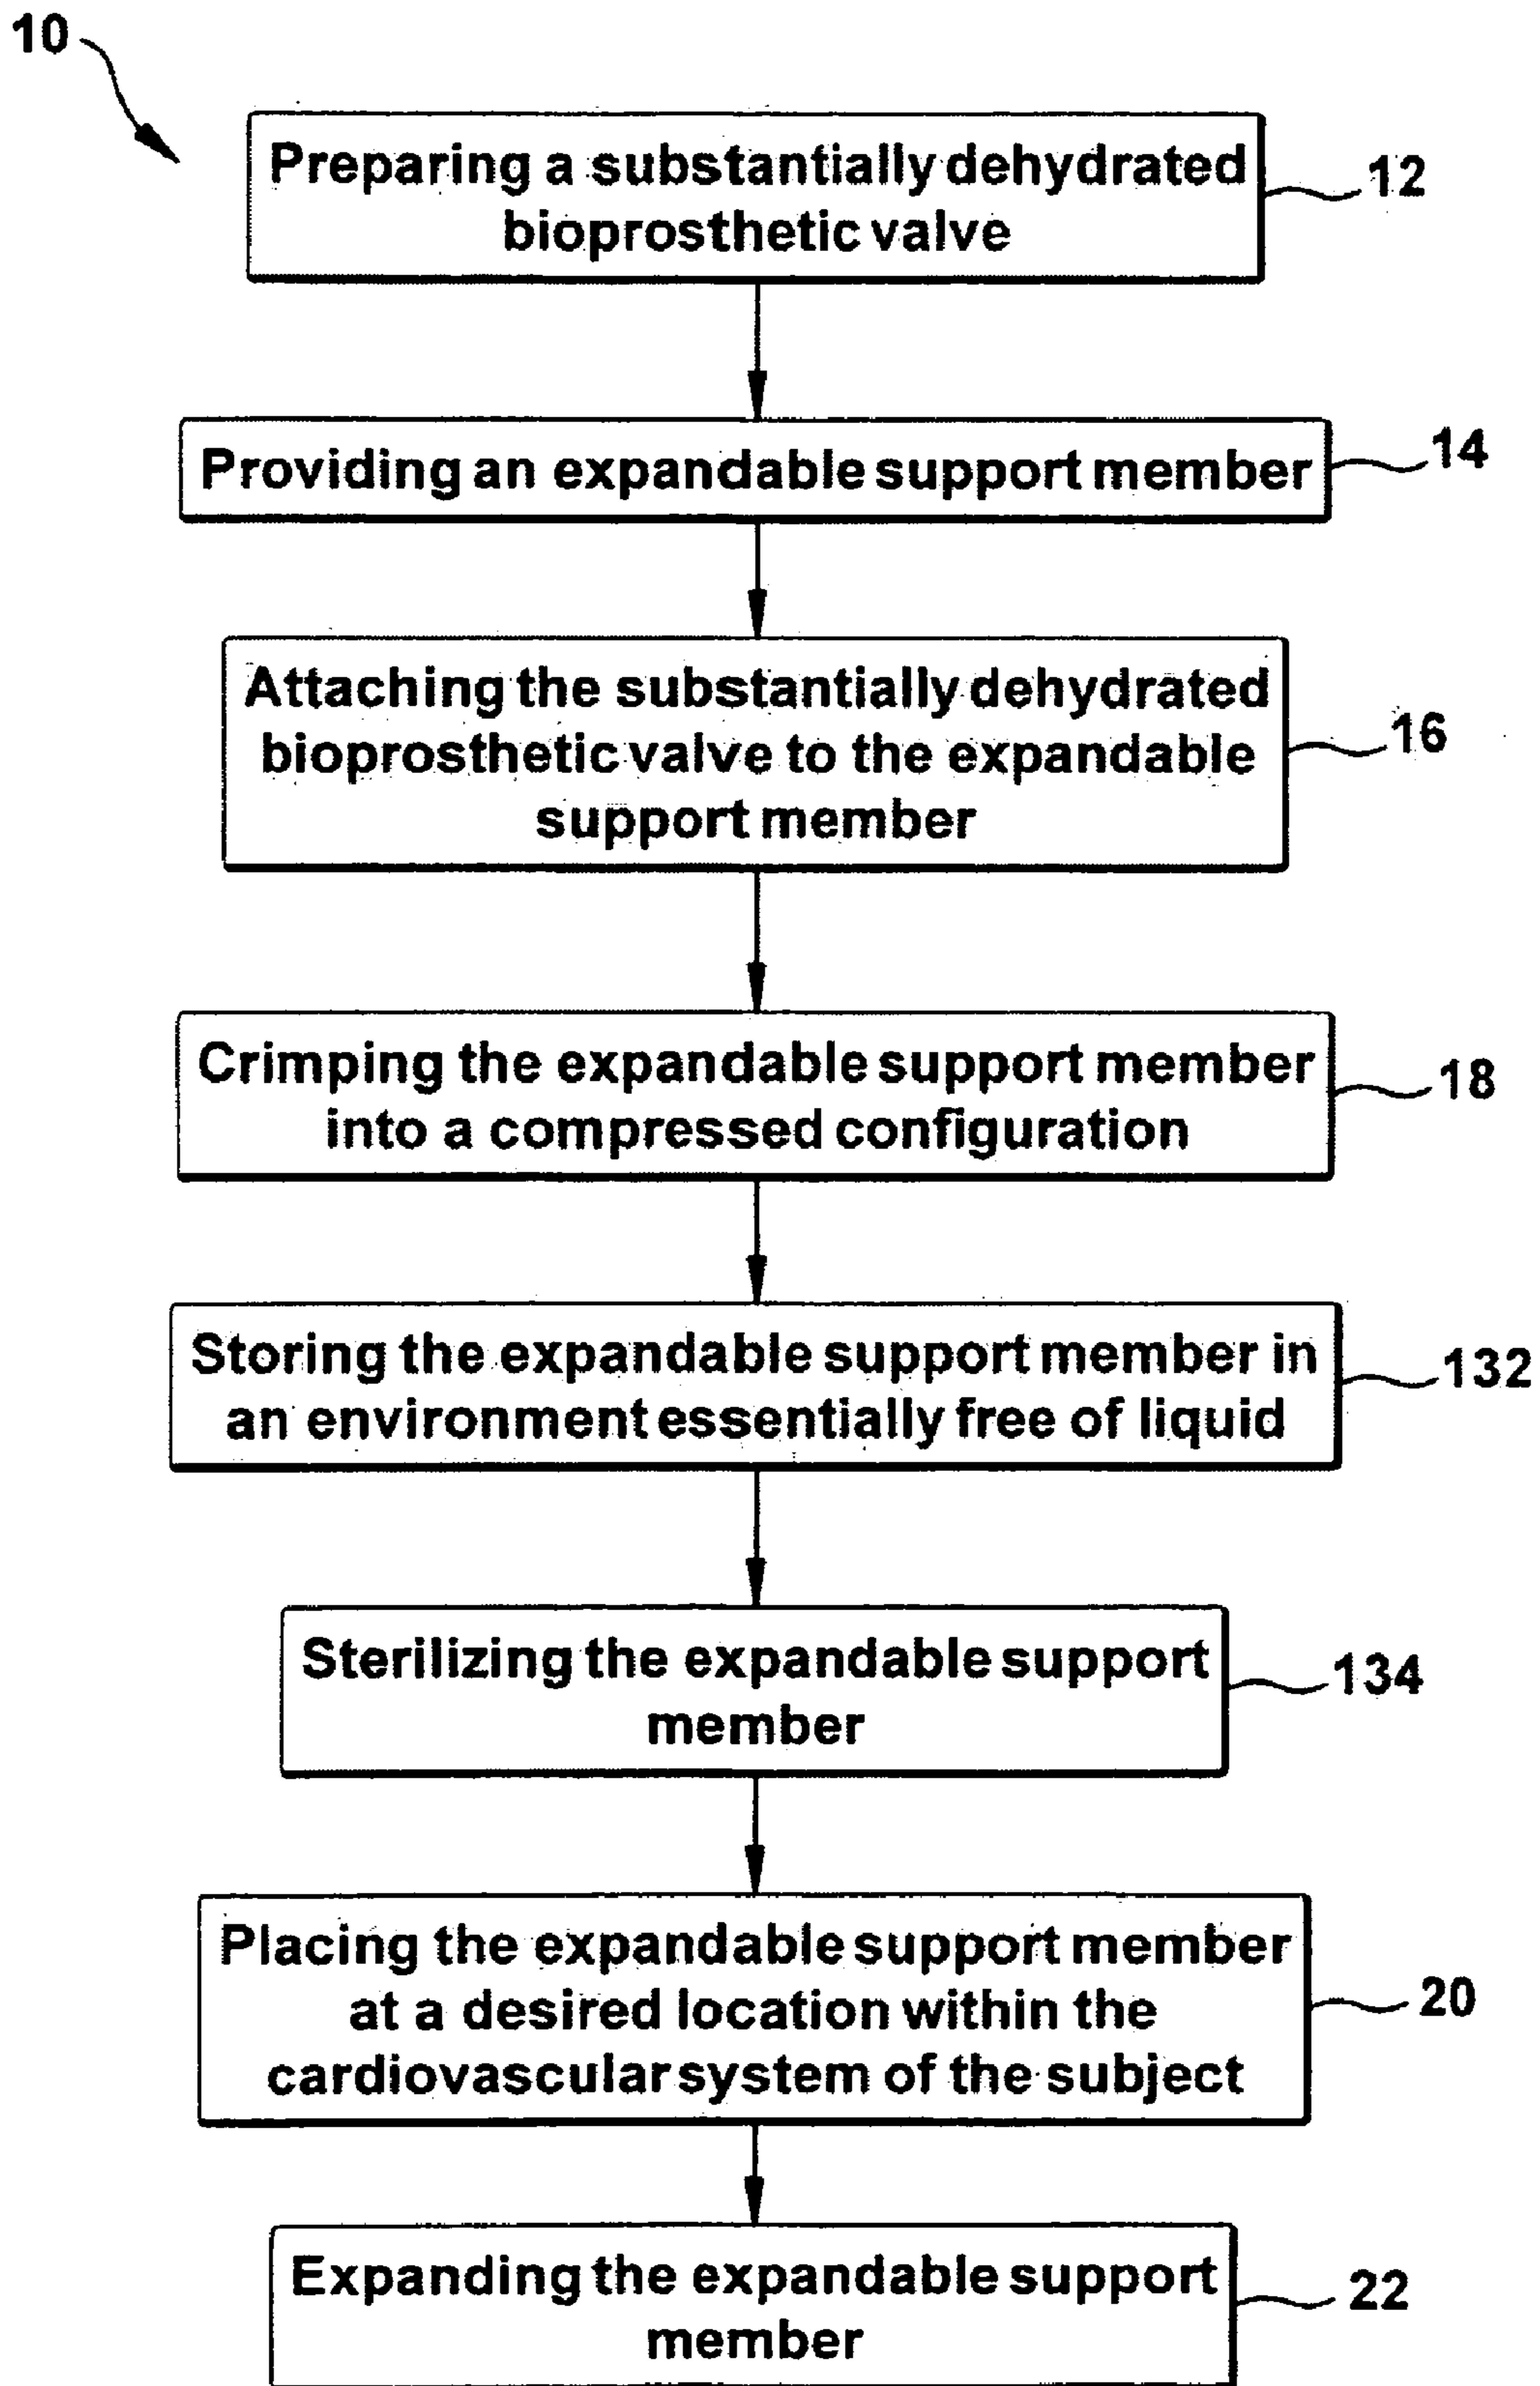 10
Preparing a substantially dehydrated
bioprosthetic valve
12
Providing an expandable support member
14
Attaching the substantially dehydrated
bioprosthetic valve to the expandable
support member
16
Crimping the expandable support member
into a compressed configuration
18
Storing the expandable support member in
an environment essentially free of liquid
132
Sterilizing the expandable support
member
134
Placing the expandable support member
at a desired location within the
cardiovascular system of the subject
20
Expanding the expandable support
member
22